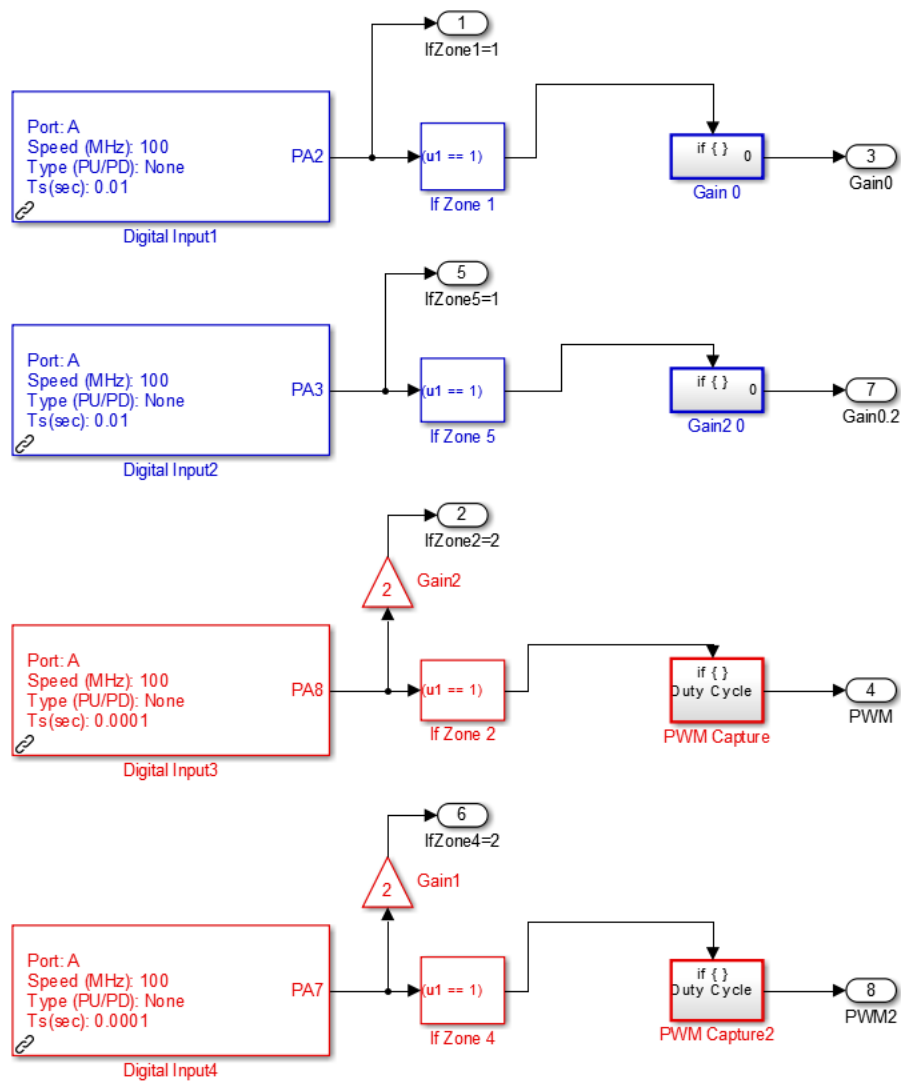 1
IfZone1=1
Port: A
Speed (MHz): 100
Type (PU/PD): None
Ts(sec): 0.01
PA2
(u1 == 1)
if { }
0
3
Gain0
If Zone 1
Gain 0
Digital Input1
5
IfZone5=1
Port: A
Speed (MHz): 100
Type (PU/PD): None
Ts(sec): 0.01
PA3
(u1 == 1)
if { }
0
7
Gain0.2
If Zone 5
Gain2 0
Digital Input2
2
IfZone2=2
2
Gain2
Port: A
Speed (MHz): 100
Type (PU/PD): None
Ts(sec): 0.0001
PA8
(u1 == 1)
if { }
Duty Cycle
4
PWM
If Zone 2
PWM Capture
Digital Input3
6
IfZone4=2
2
Gain1
Port: A
Speed (MHz): 100
Type (PU/PD): None
Ts(sec): 0.0001
PA7
(u1 == 1)
if { }
Duty Cycle
8
PWM2
If Zone 4
PWM Capture2
Digital Input4